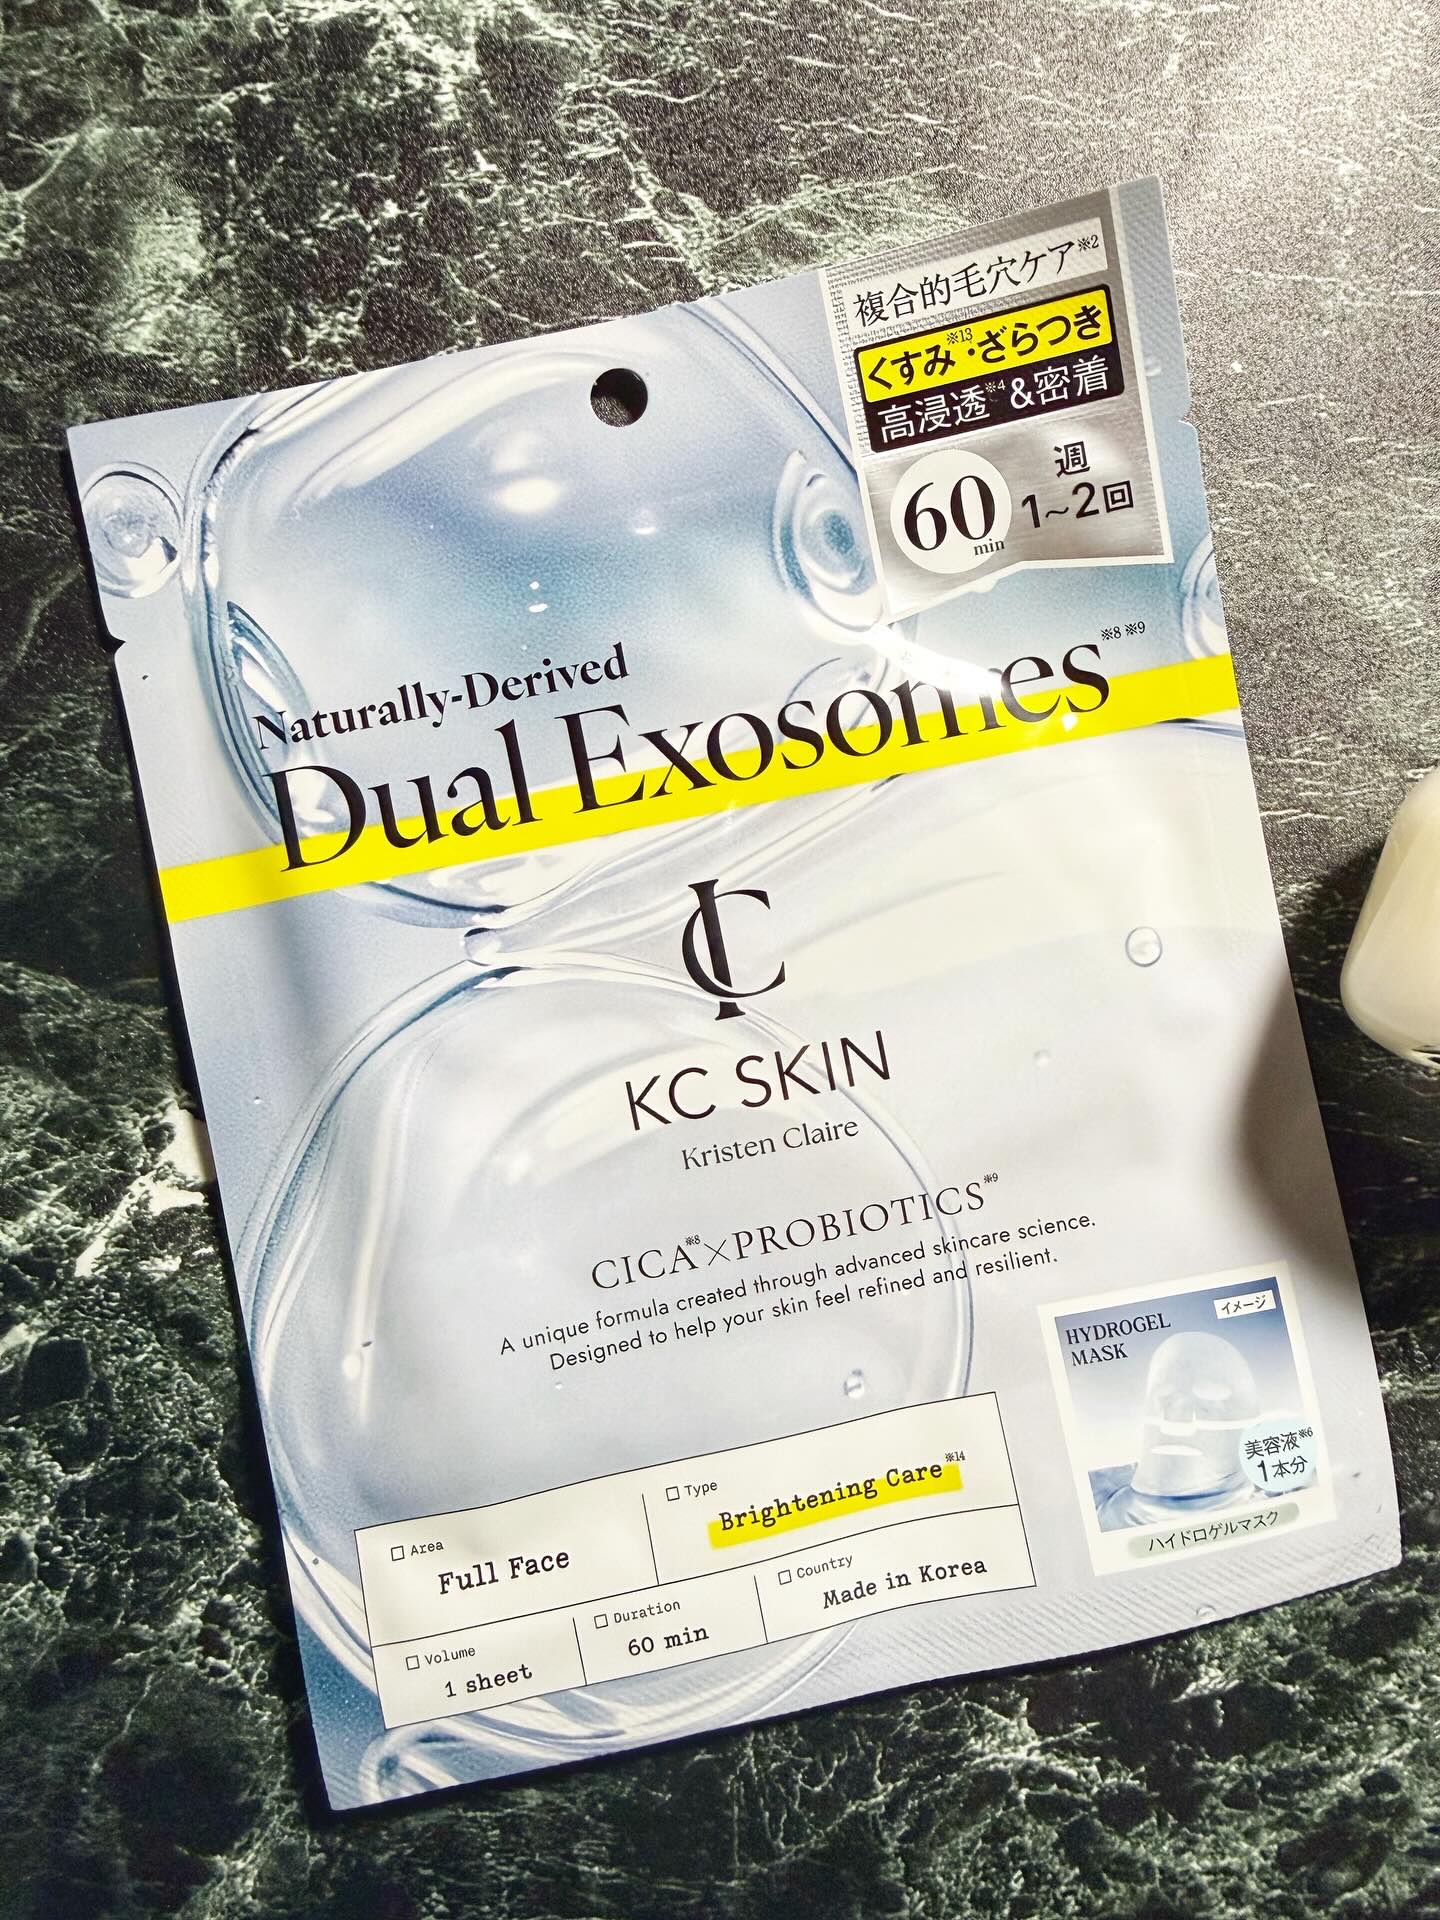 複合的毛穴ケア※2
くすみ※13・ざらつき
高浸透※4&密着
60min
週
1~2回
Naturally-Derived
Dual Exosomes※8 ※9
KC SKIN
Kristen Claire
CICA※8×PROBIOTICS※9
A unique formula created through advanced skincare science.
Designed to help your skin feel refined and resilient.
HYDROGEL
MASK
イメージ
美容液※6
1本分
ハイドロゲルマスク
□ Area
Full Face
□ Type
Brightening Care※14
□ Volume
1 sheet
□ Duration
60 min
□ Country
Made in Korea